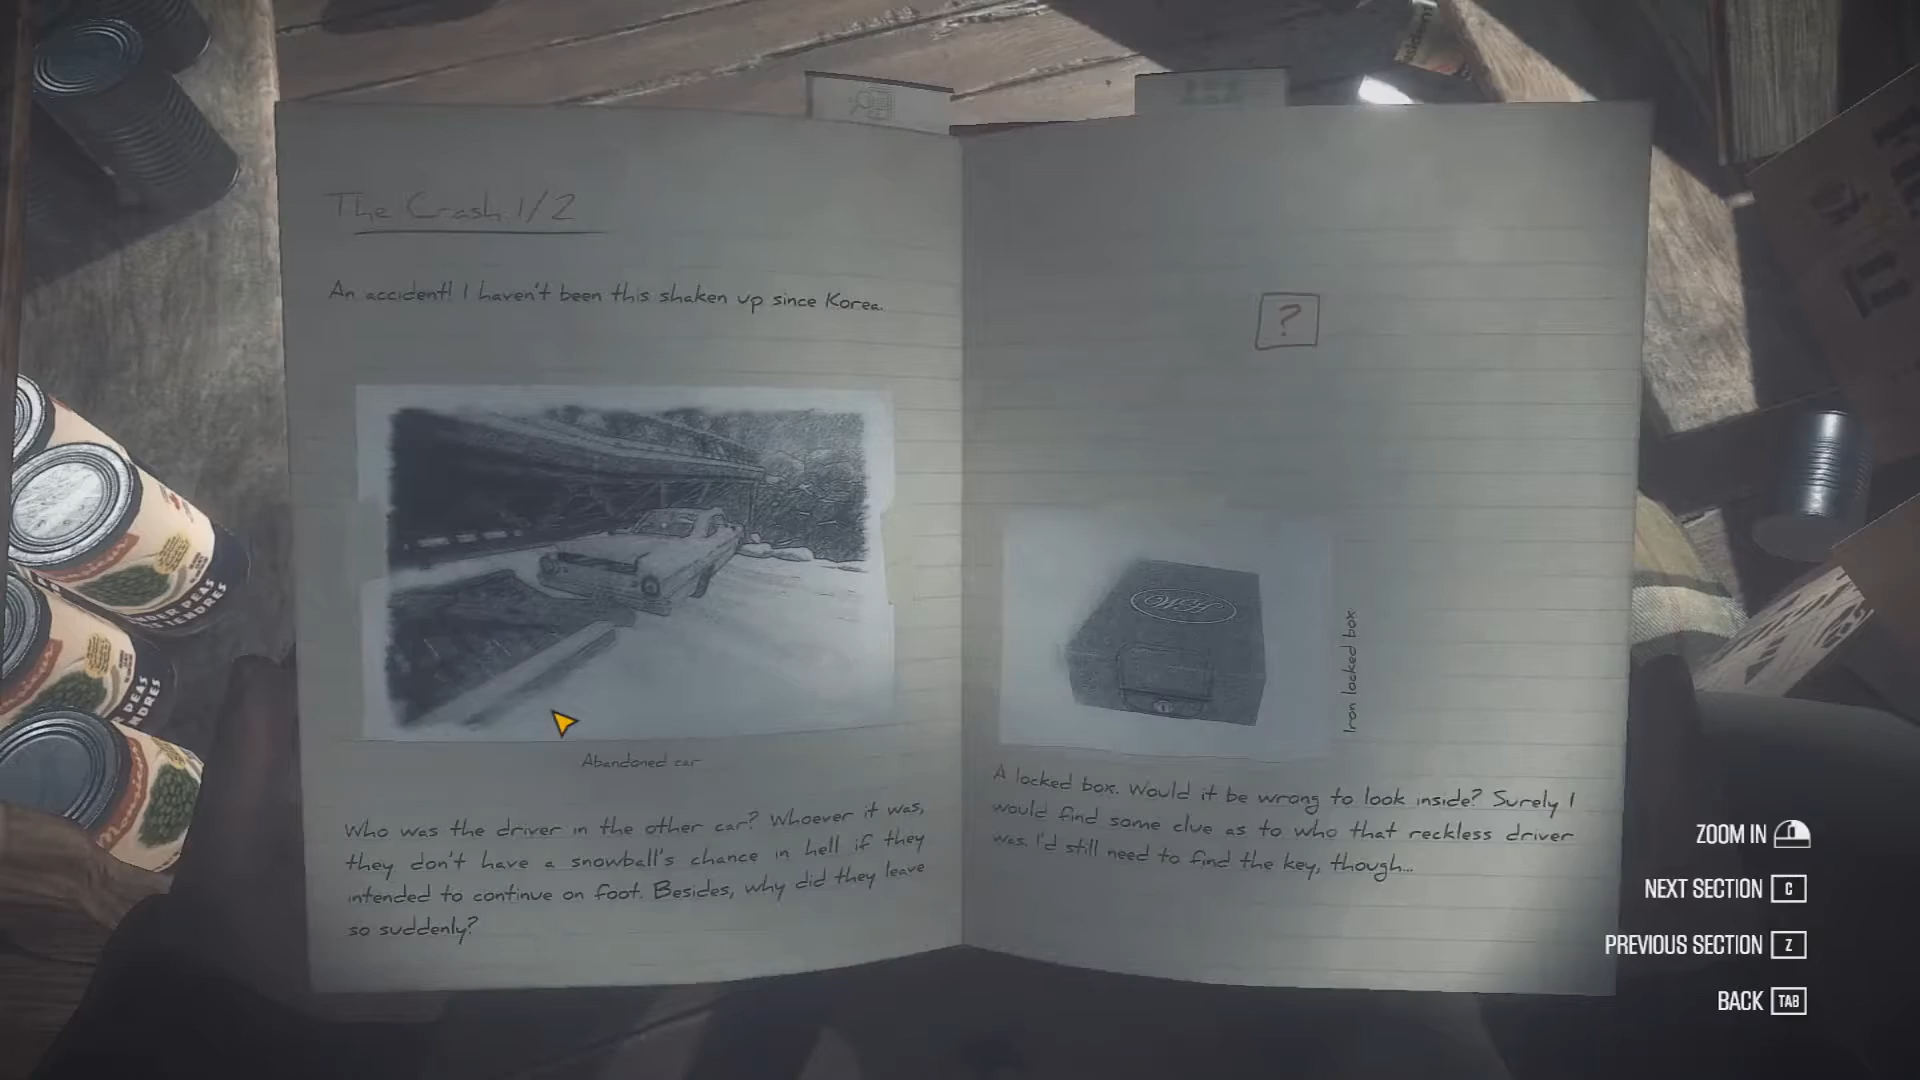 The Crash 1/2
An accident! I haven't been this shaken up since Korea.
Abandoned car
Who was the driver in the other car? Whoever it was,
they don't have a snowball's chance in hell if they
intended to continue on foot. Besides, why did they leave
so suddenly?
?
Iron locked box
A locked box. Would it be wrong to look inside? Surely I
would find some clue as to who that reckless driver
was. I'd still need to find the key, though...
PEAS
PEAS
ZOOM IN
NEXT SECTION C
PREVIOUS SECTION Z
BACK TAB